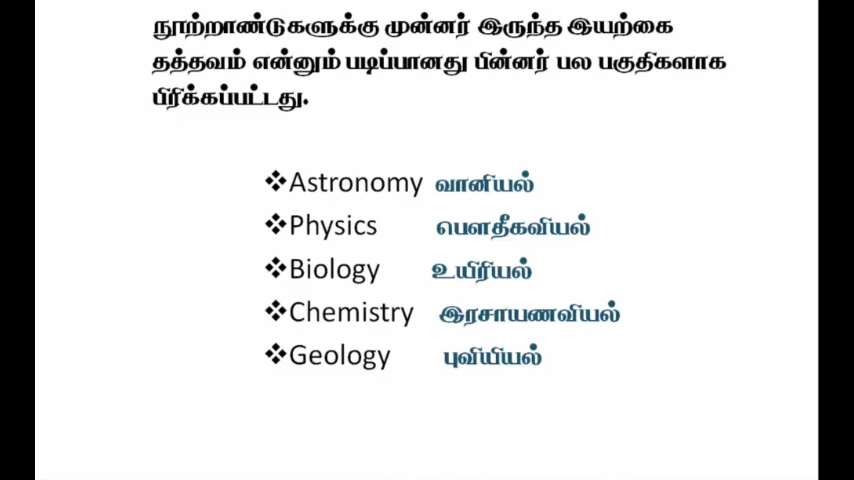 நூற்றாண்டுகளுக்கு முன்னர் இருந்த இயற்கை
தத்தவம் என்னும் படிப்பானது பின்னர் பல பகுதிகளாக
பிரிக்கப்பட்டது.
❖Astronomy வானியல்
❖Physics பௌதீகவியல்
❖Biology உயிரியல்
❖Chemistry இரசாயணவியல்
❖Geology புவியியல்